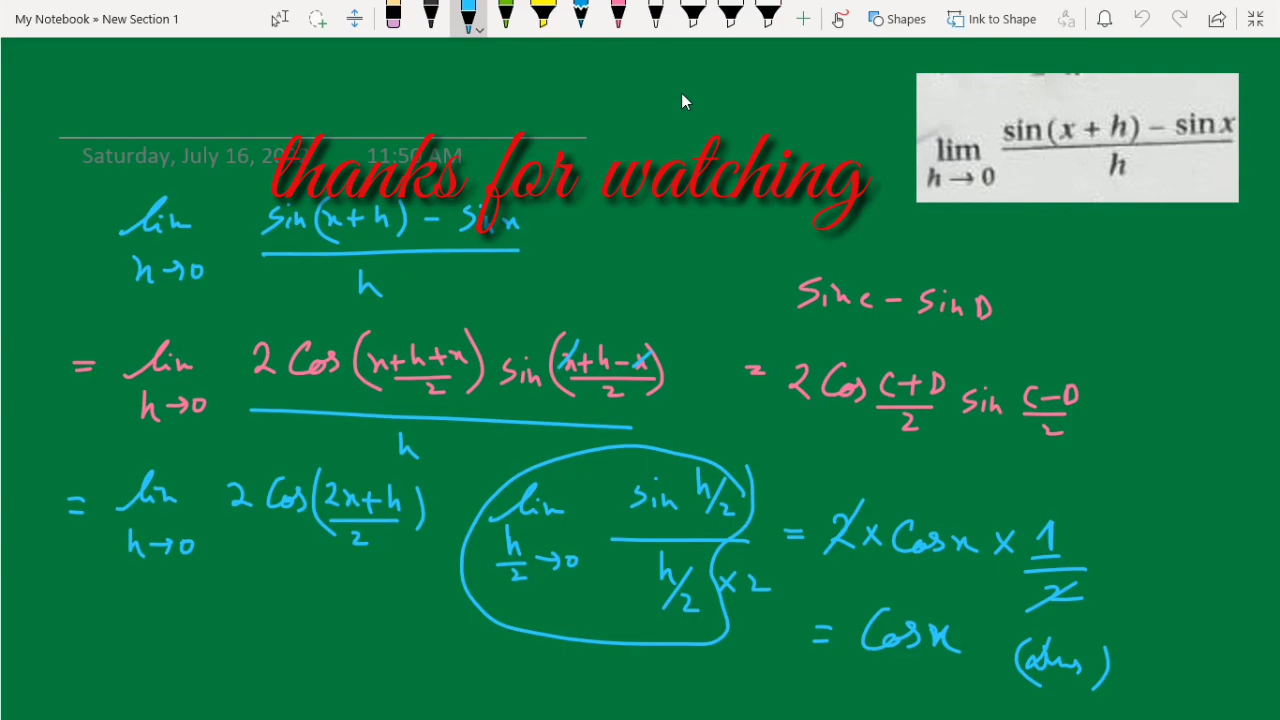 My Notebook » New Section 1
Shapes
Ink to Shape
lim h→0 sin(x + h) – sin x / h
thanks for watching
Saturday, July 16, 11:50 AM
lim h→0 sin(x+h) – sin x / h
sin C – sin D
= 2 Cos C+D/2 sin C–D/2
= lim h→0 2 Cos (x+h+x/2) sin (x+h–x/2) / h
= lim h→0 2 Cos (2x+h/2) lim h/2→0 sin h/2 / h/2 × 2 = 2 × Cos x × 1/2
= Cos x (Ans)